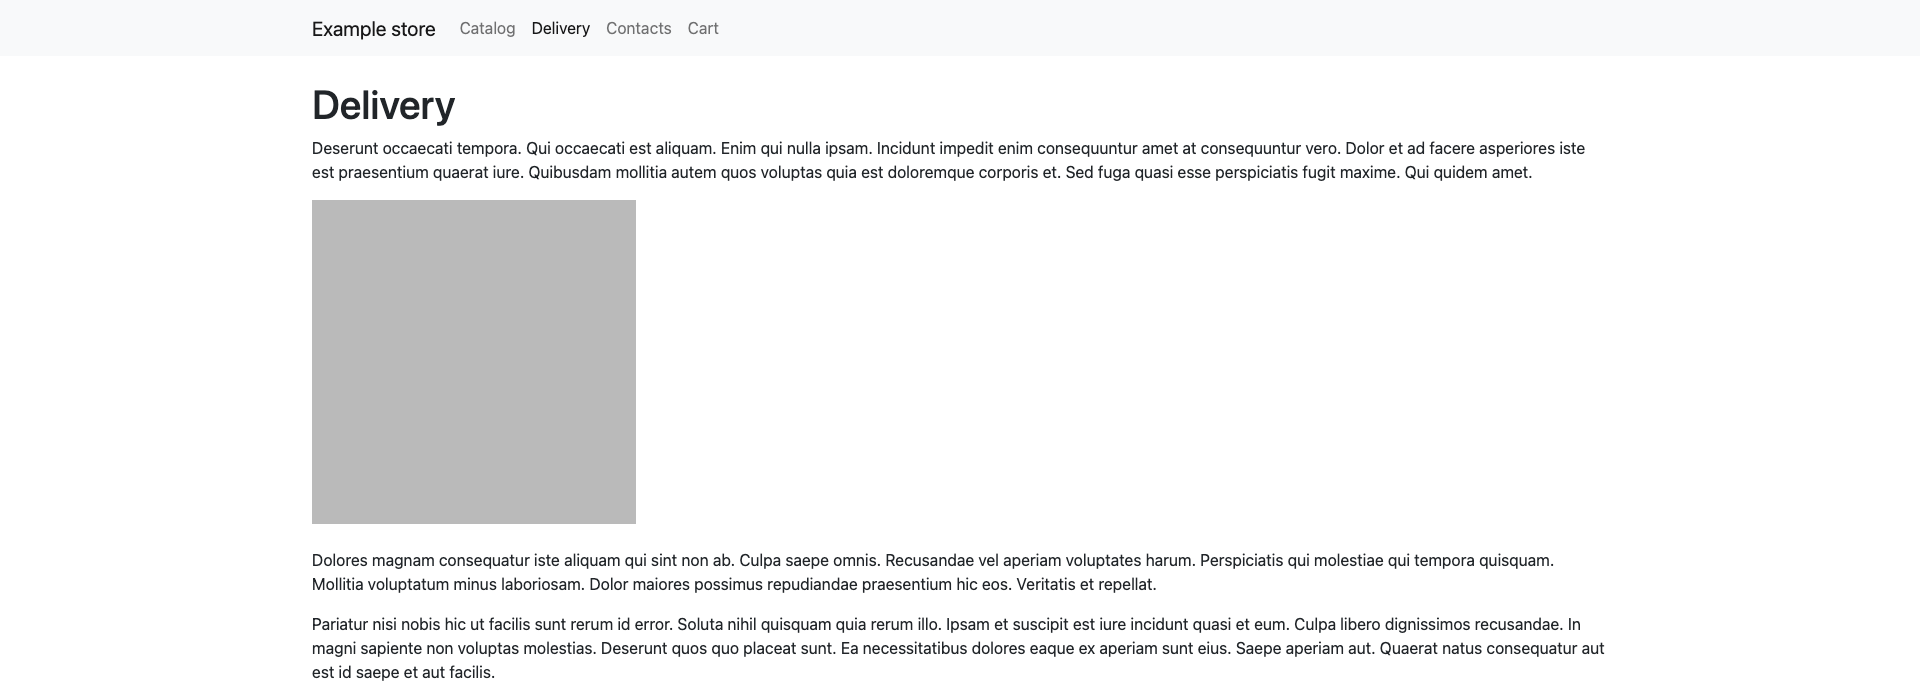 Example store Catalog Delivery Contacts Cart
Delivery
Deserunt occaecati tempora. Qui occaecati est aliquam. Enim qui nulla ipsam. Incidunt impedit enim consequuntur amet at consequuntur vero. Dolor et ad facere asperiores iste
est praesentium quaerat iure. Quibusdam mollitia autem quos voluptas quia est doloremque corporis et. Sed fuga quasi esse perspiciatis fugit maxime. Qui quidem amet.
Dolores magnam consequatur iste aliquam qui sint non ab. Culpa saepe omnis. Recusandae vel aperiam voluptates harum. Perspiciatis qui molestiae qui tempora quisquam.
Mollitia voluptatum minus laboriosam. Dolor maiores possimus repudiandae praesentium hic eos. Veritatis et repellat.
Pariatur nisi nobis hic ut facilis sunt rerum id error. Soluta nihil quisquam quia rerum illo. Ipsam et suscipit est iure incidunt quasi et eum. Culpa libero dignissimos recusandae. In
magni sapiente non voluptas molestias. Deserunt quos quo placeat sunt. Ea necessitatibus dolores eaque ex aperiam sunt eius. Saepe aperiam aut. Quaerat natus consequatur aut
est id saepe et aut facilis.